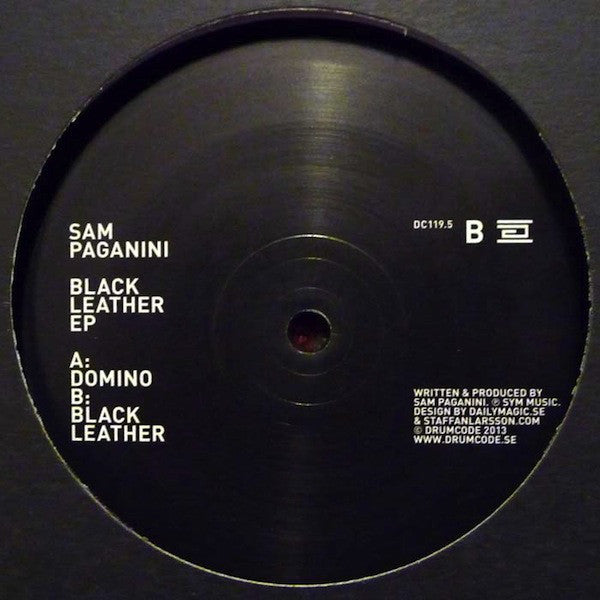 SAM
PAGANINI
BLACK
LEATHER
EP
A:
DOMINO
B:
BLACK
LEATHER
DC119.5 B
WRITTEN & PRODUCED BY
SAM PAGANINI. ℗ SYM MUSIC.
DESIGN BY DAILYMAGIC.SE
& STAFFANLARSSON.COM
© DRUMCODE 2013
WWW.DRUMCODE.SE